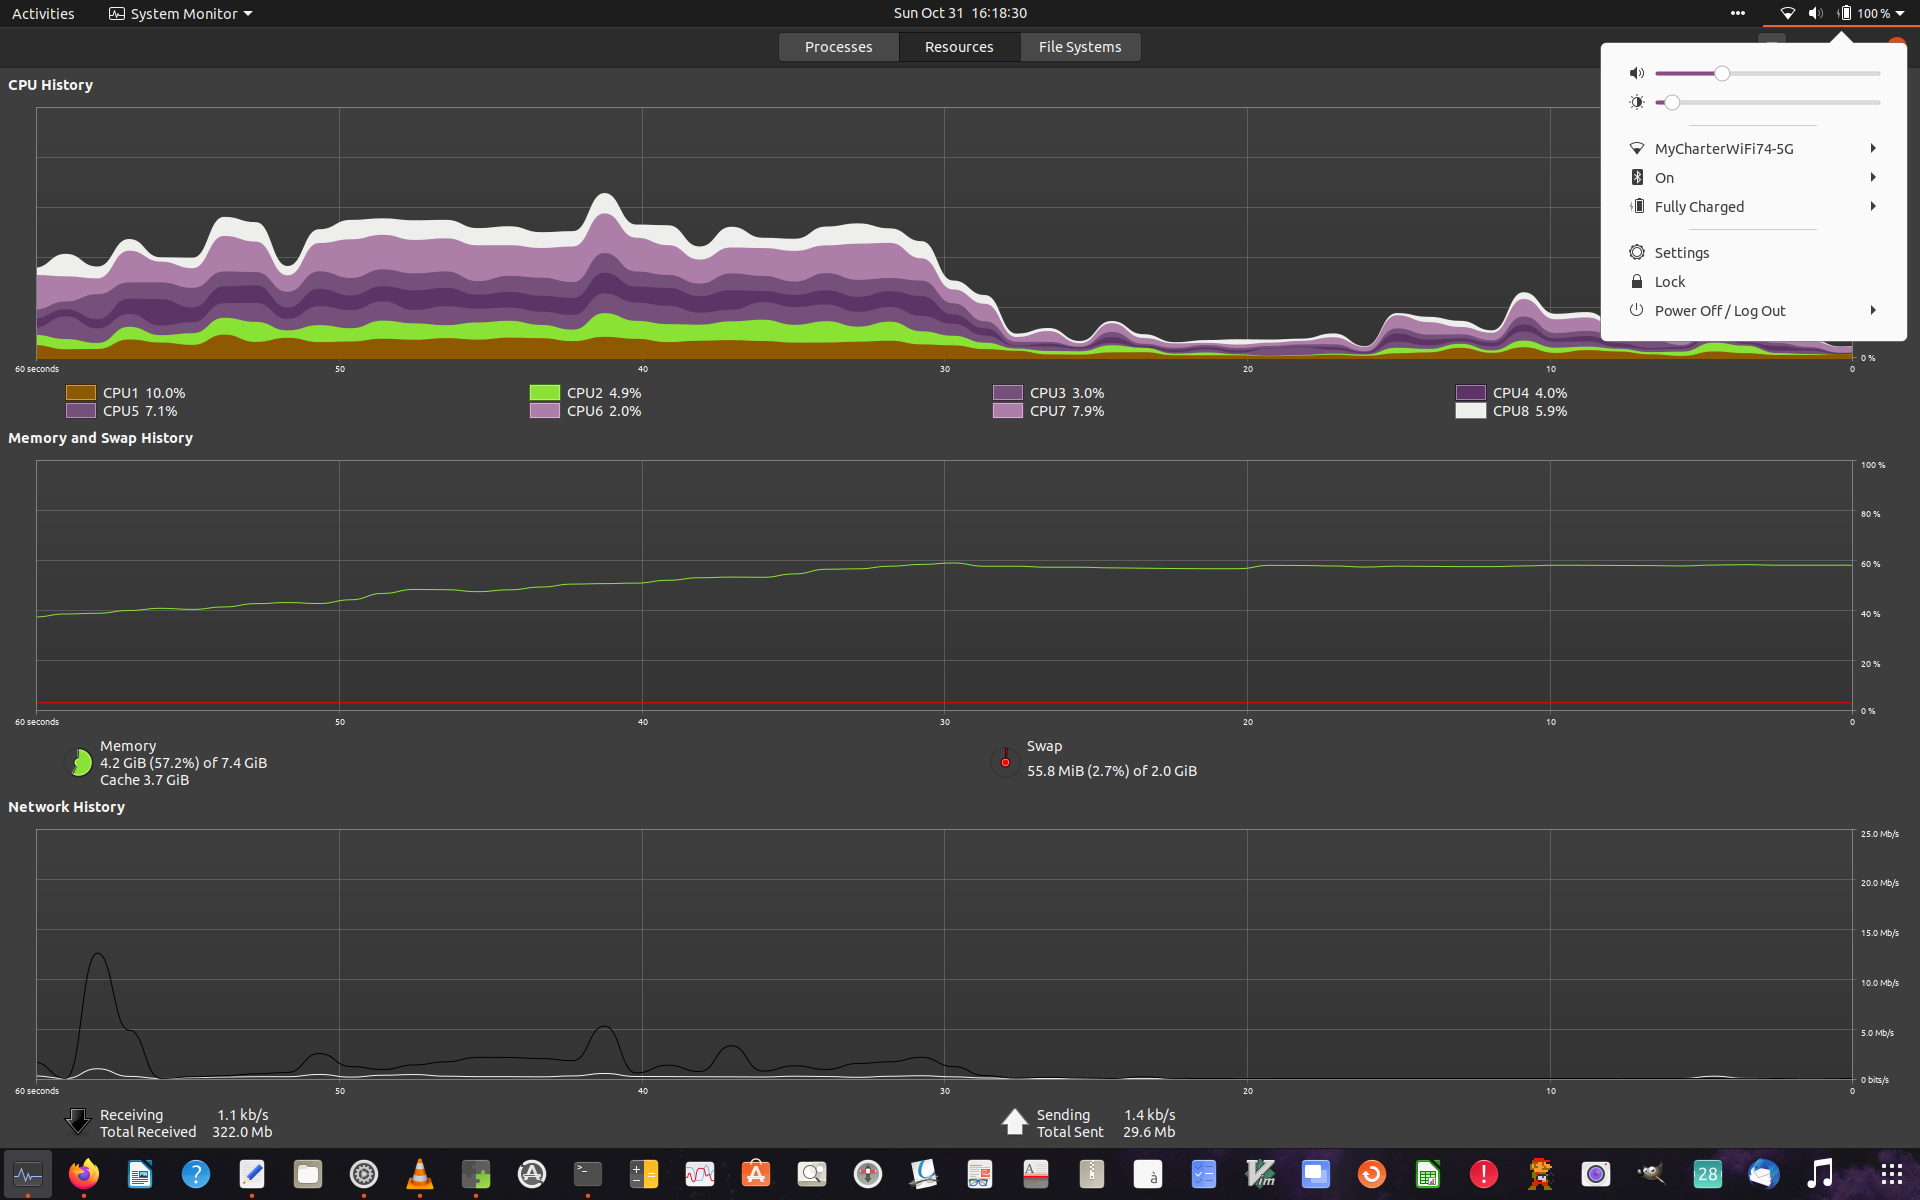 Activities
System Monitor
Sun Oct 31 16:18:30
100 %
Processes
Resources
File Systems
MyCharterWiFi74-5G
On
Fully Charged
Settings
Lock
Power Off / Log Out
CPU History
0 %
60 seconds
50
40
30
20
10
0
CPU1 10.0%
CPU2 4.9%
CPU3 3.0%
CPU4 4.0%
CPU5 7.1%
CPU6 2.0%
CPU7 7.9%
CPU8 5.9%
Memory and Swap History
100 %
80 %
60 %
40 %
20 %
0 %
60 seconds
50
40
30
20
10
0
Memory
4.2 GiB (57.2%) of 7.4 GiB
Cache 3.7 GiB
Swap
55.8 MiB (2.7%) of 2.0 GiB
Network History
25.0 Mb/s
20.0 Mb/s
15.0 Mb/s
10.0 Mb/s
5.0 Mb/s
0 bits/s
60 seconds
50
40
30
20
10
0
Receiving 1.1 kb/s
Total Received 322.0 Mb
Sending 1.4 kb/s
Total Sent 29.6 Mb
?
>_
A
à
Vim
!
28